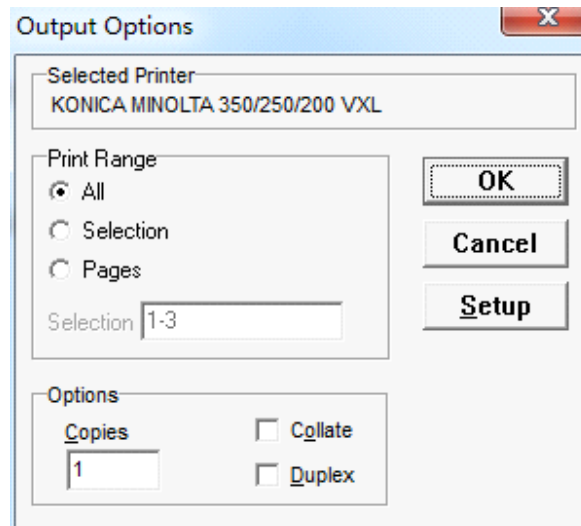 Output Options
X
Selected Printer
KONICA MINOLTA 350/250/200 VXL
Print Range
All
Selection
Pages
Selection 1-3
OK
Cancel
Setup
Options
Copies
1
Collate
Duplex